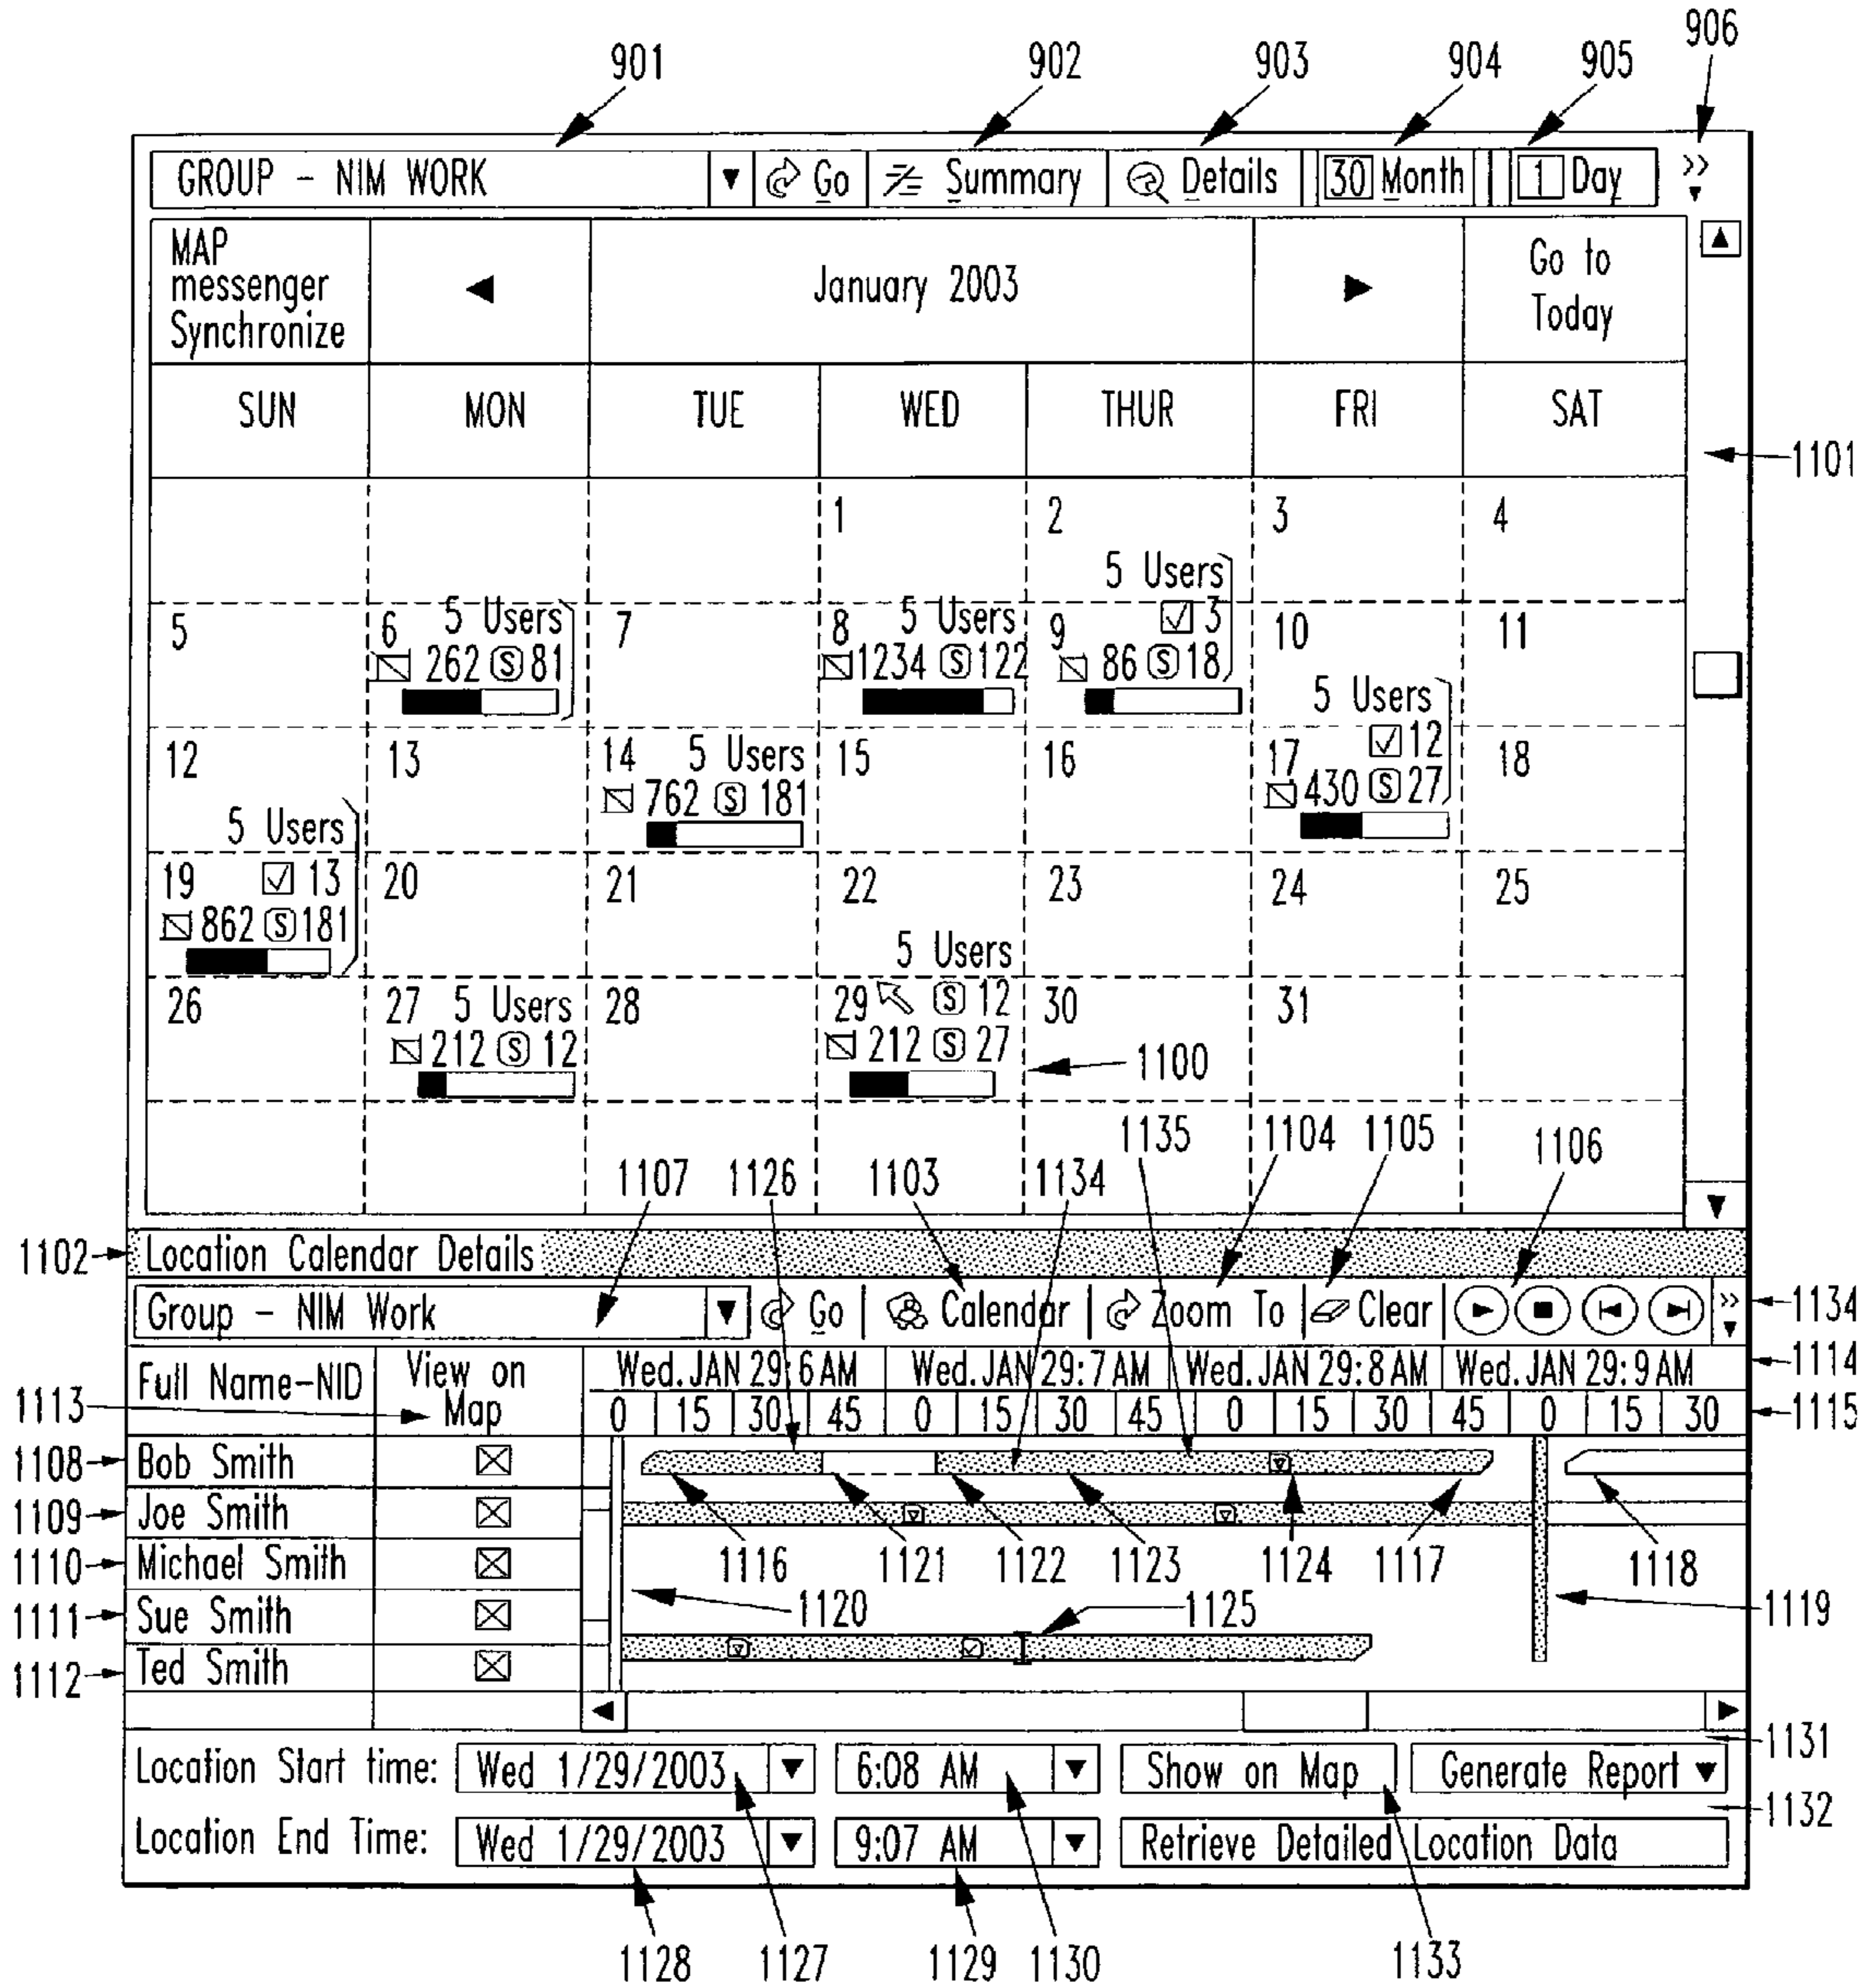 906
901 902 903 904 905
GROUP - NIM WORK Go Summary Details 30 Month 1 Day >>
MAP messenger Synchronize January 2003 Go to Today
SUN MON TUE WED THUR FRI SAT
1101
1 2 3 4
5 Users
5 6 5 Users 7 8 5 Users 9 3 10 11
262 S 81 1234 S 122 86 S 18
5 Users
12 13 14 5 Users 15 16 17 12 18
762 S 181 430 S 27
5 Users
19 13 20 21 22 23 24 25
862 S 181
5 Users
26 27 5 Users 28 29 S 12 30 31
212 S 12 212 S 27
1100
1135 1104 1105 1106
1107 1126 1103 1134
1102 Location Calendar Details
Group - NIM Work Go Calendar Zoom To Clear >> 1134
Full Name-NID View on Map Wed. JAN 29: 6 AM Wed. JAN 29: 7 AM Wed. JAN 29: 8 AM Wed. JAN 29: 9 AM 1114
1113 0 15 30 45 0 15 30 45 0 15 30 45 0 15 30 1115
1108 Bob Smith
1109 Joe Smith
1110 Michael Smith 1116 1121 1122 1123 1124 1117 1118
1111 Sue Smith 1120 1125 1119
1112 Ted Smith
1131
Location Start time: Wed 1/29/2003 6:08 AM Show on Map Generate Report
1132
Location End Time: Wed 1/29/2003 9:07 AM Retrieve Detailed Location Data
1128 1127 1129 1130 1133